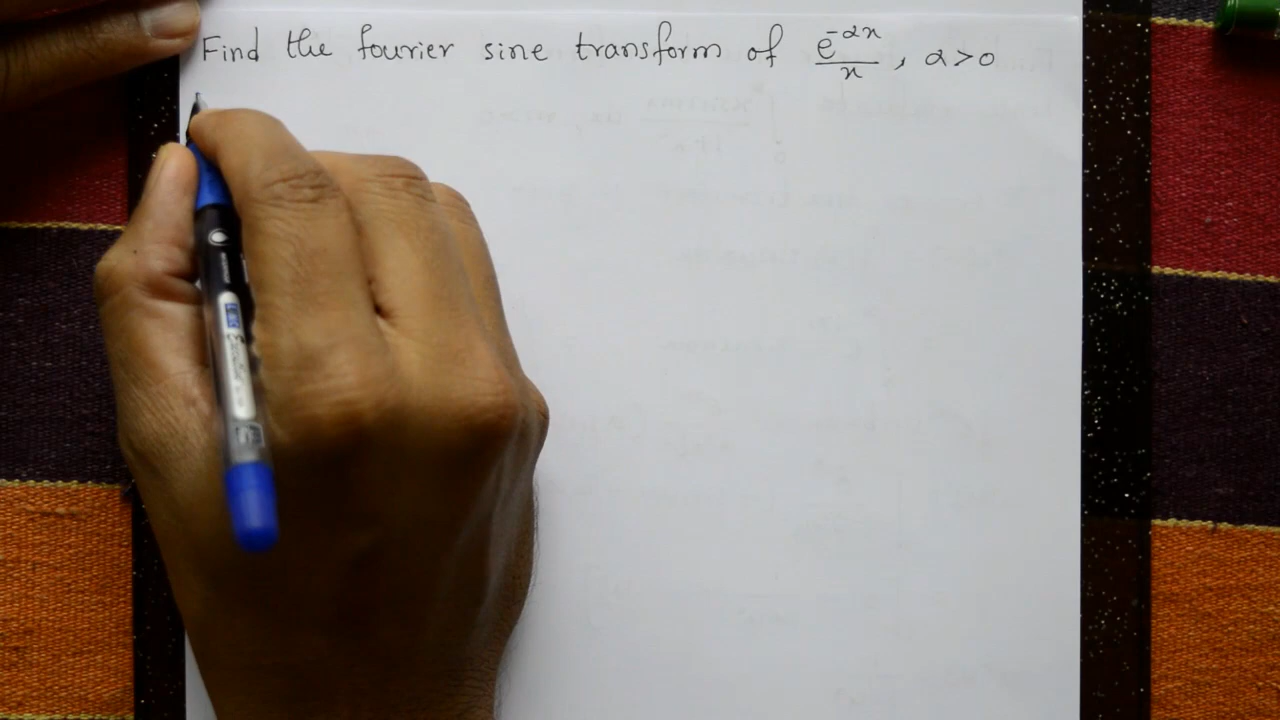 Find the fourier sine transform of e^{-αx}/x, α>0